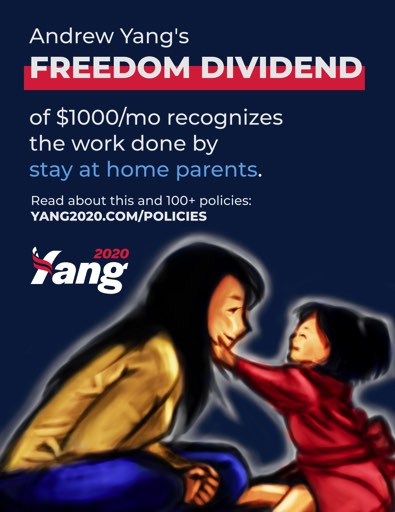 Andrew Yang's
FREEDOM DIVIDEND
of $1000/mo recognizes
the work done by
stay at home parents.
Read about this and 100+ policies:
YANG2020.COM/POLICIES
2020
Yang